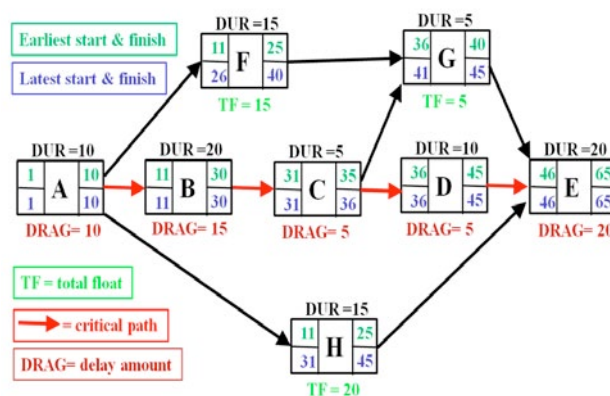 DUR =15
11 F 25
26 40
TF = 15
DUR =5
36 G 40
41 45
TF = 5
Earliest start & finish
Latest start & finish
DUR =10
1 A 10
1 10
DRAG= 10
DUR =20
11 B 30
11 30
DRAG= 15
DUR =5
31 C 35
31 36
DRAG= 5
DUR =10
36 D 45
36 45
DRAG= 5
DUR =20
46 E 65
46 65
DRAG= 20
TF = total float
= critical path
DRAG= delay amount
DUR =15
11 H 25
31 45
TF = 20